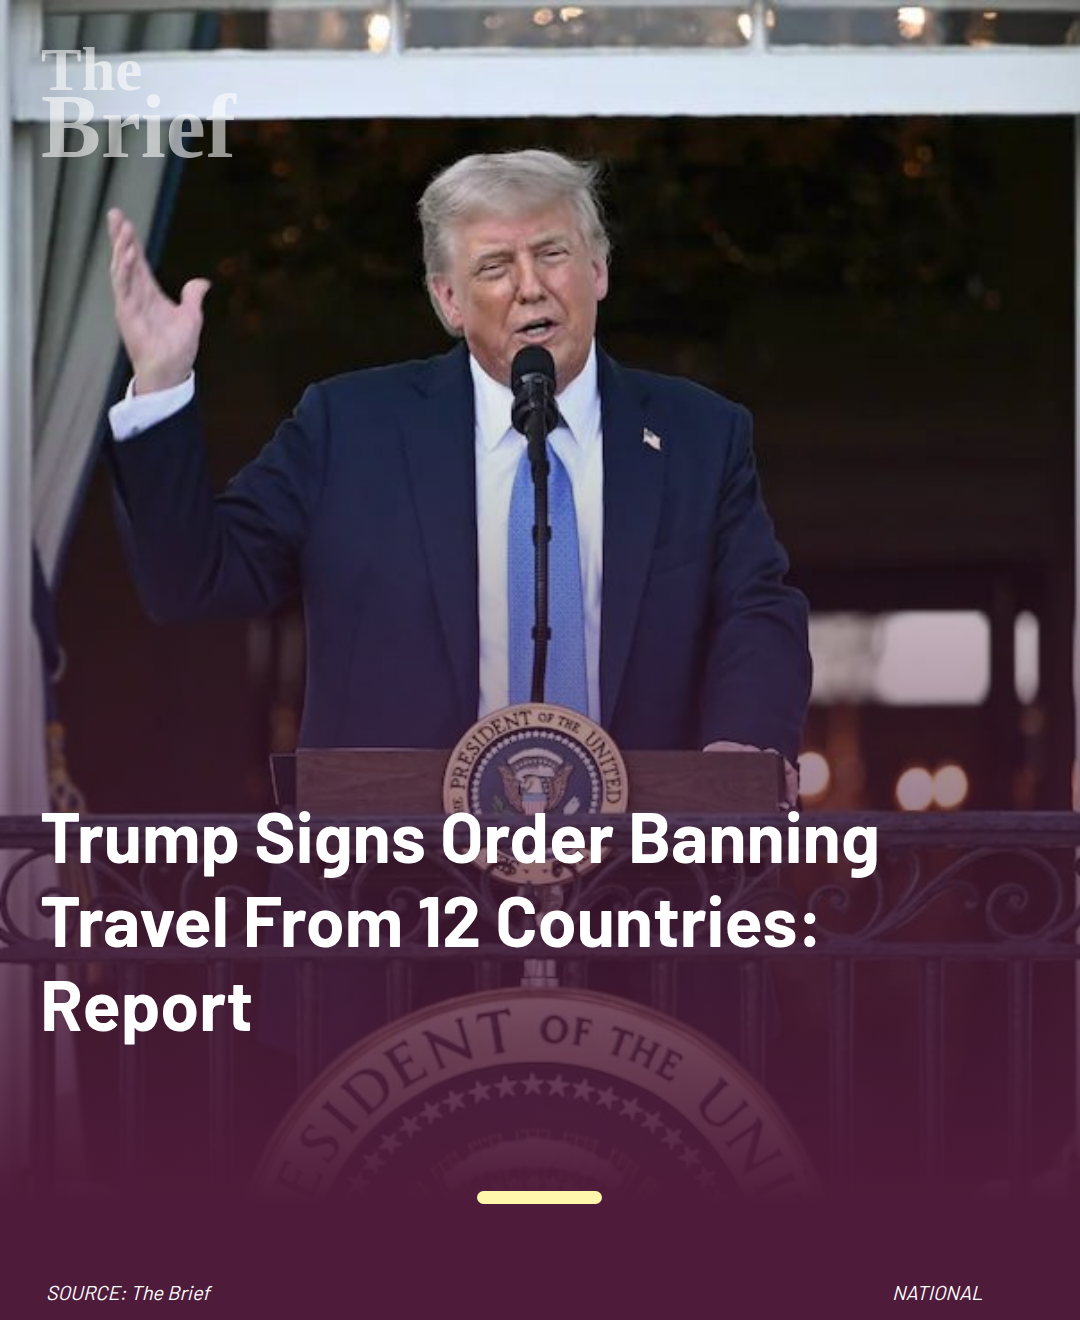 The
Brief
PRESIDENT OF THE UNITED
Trump Signs Order Banning
Travel From 12 Countries:
Report
SIDENT OF THE UNI
SOURCE: The Brief
NATIONAL